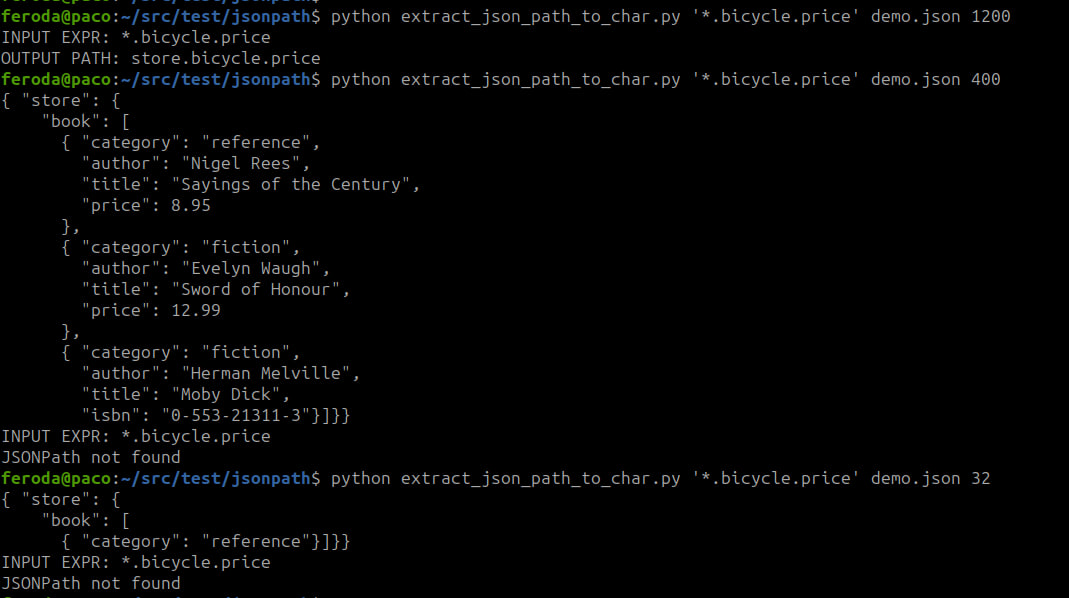 feroda@paco:~/src/test/jsonpath$ python extract_json_path_to_char.py '*.bicycle.price' demo.json 1200
INPUT EXPR: *.bicycle.price
OUTPUT PATH: store.bicycle.price
feroda@paco:~/src/test/jsonpath$ python extract_json_path_to_char.py '*.bicycle.price' demo.json 400
{ "store": {
    "book": [
      { "category": "reference",
        "author": "Nigel Rees",
        "title": "Sayings of the Century",
        "price": 8.95
      },
      { "category": "fiction",
        "author": "Evelyn Waugh",
        "title": "Sword of Honour",
        "price": 12.99
      },
      { "category": "fiction",
        "author": "Herman Melville",
        "title": "Moby Dick",
        "isbn": "0-553-21311-3"}]}}
INPUT EXPR: *.bicycle.price
JSONPath not found
feroda@paco:~/src/test/jsonpath$ python extract_json_path_to_char.py '*.bicycle.price' demo.json 32
{ "store": {
    "book": [
      { "category": "reference"}]}}
INPUT EXPR: *.bicycle.price
JSONPath not found